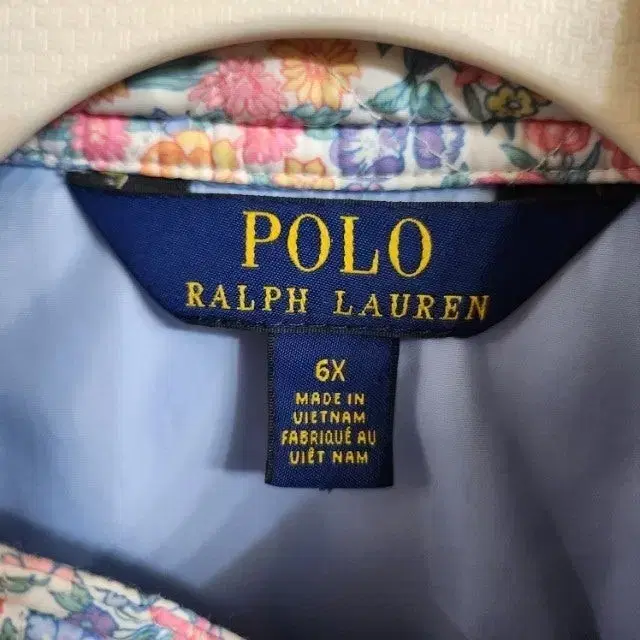 POLO
RALPH LAUREN
6X
MADE IN
VIETNAM
FABRIQUÉ AU
VIÊT NAM